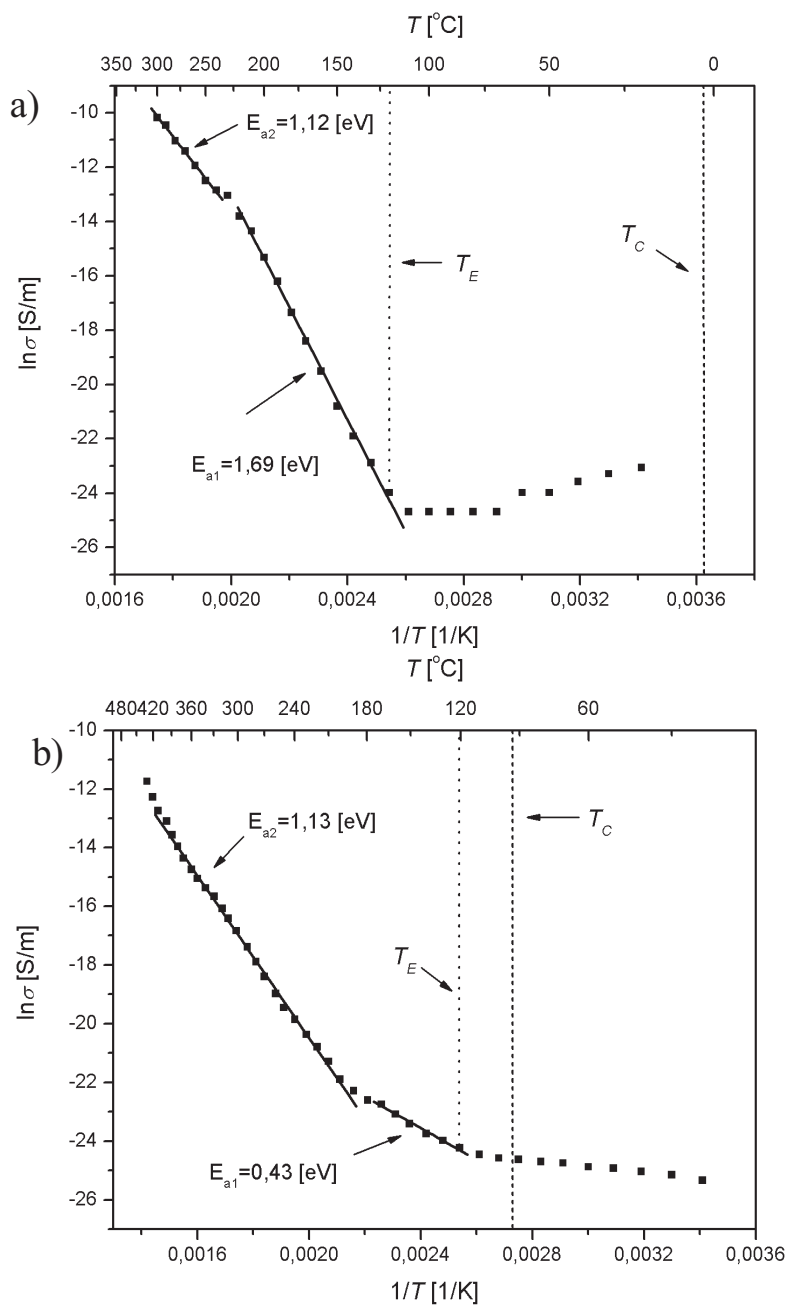 T [°C]
350 300 250 200 150 100 50 0
a)
-10
E_a2=1,12 [eV]
-12
-14
T_C
-16
T_E
-18
lnσ [S/m]
-20
-22
E_a1=1,69 [eV]
-24
-26
0,0016 0,0020 0,0024 0,0028 0,0032 0,0036
1/T [1/K]
T [°C]
480 420 360 300 240 180 120 60
-10
b)
-12
E_a2=1,13 [eV]
T_C
-14
-16
-18
T_E
lnσ [S/m]
-20
-22
-24
E_a1=0,43 [eV]
-26
0,0016 0,0020 0,0024 0,0028 0,0032 0,0036
1/T [1/K]